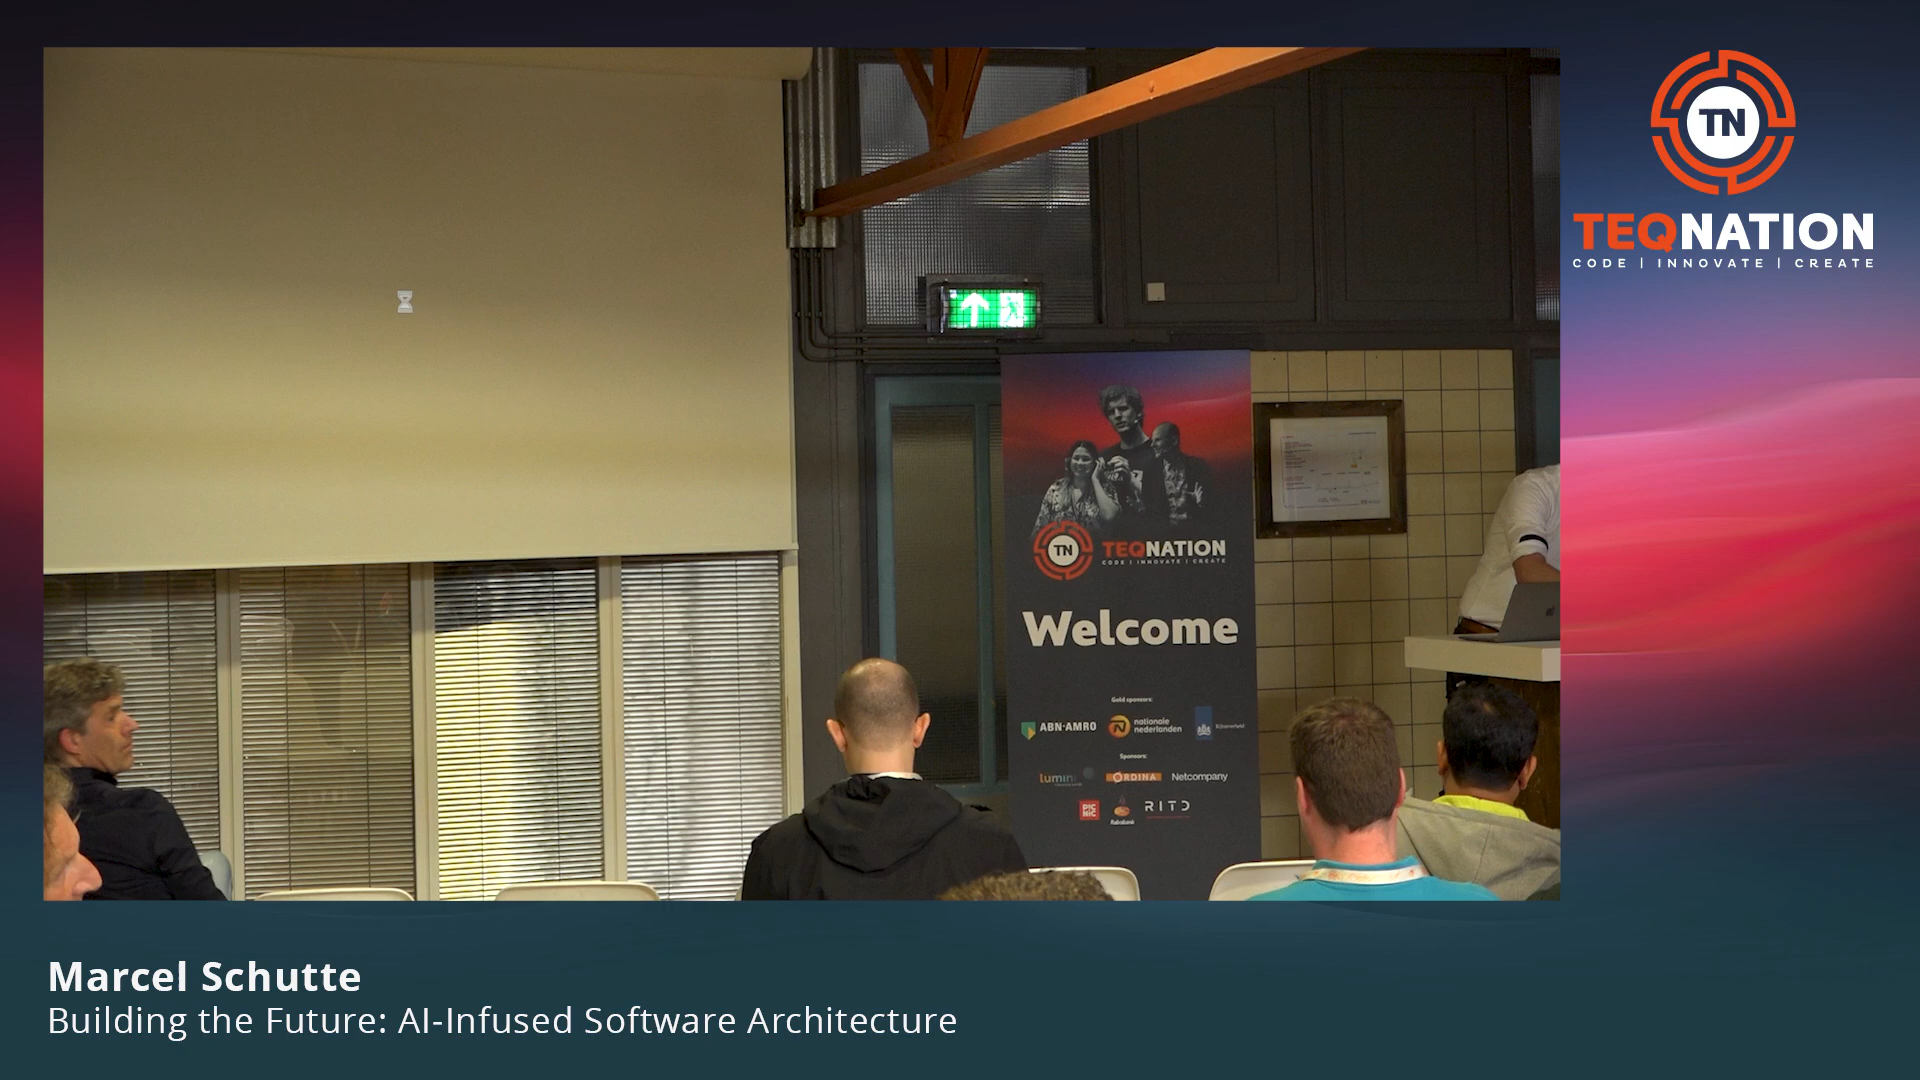 TN
TEQNATION
CODE | INNOVATE | CREATE
TN
TEQNATION
CODE | INNOVATE | CREATE
Welcome
Gold sponsors:
ABN·AMRO
nationale
nederlanden
Sponsors:
ORDINA
Netcompany
PIC
NIC
Rabobank
Marcel Schutte
Building the Future: AI-Infused Software Architecture